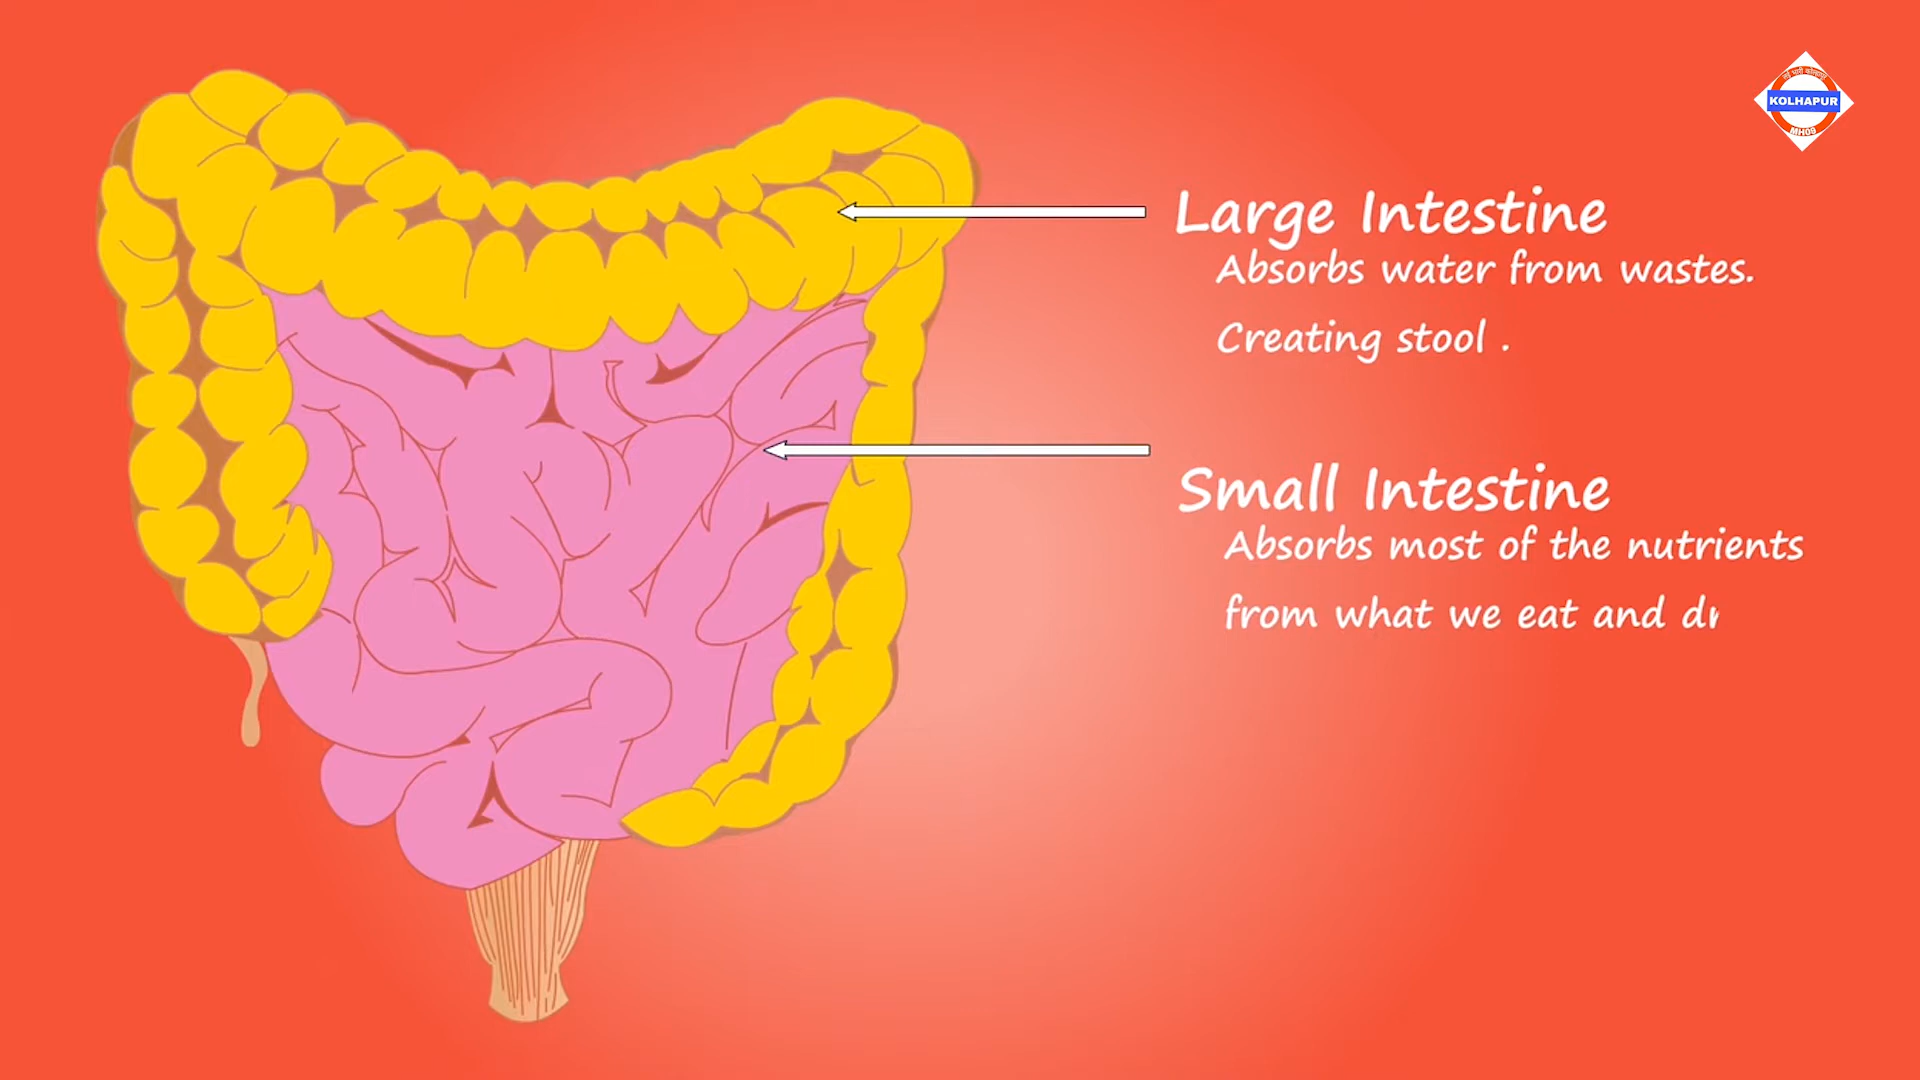 KOLHAPUR
MH09
Large Intestine
Absorbs water from wastes.
Creating stool .
Small Intestine
Absorbs most of the nutrients
from what we eat and dr